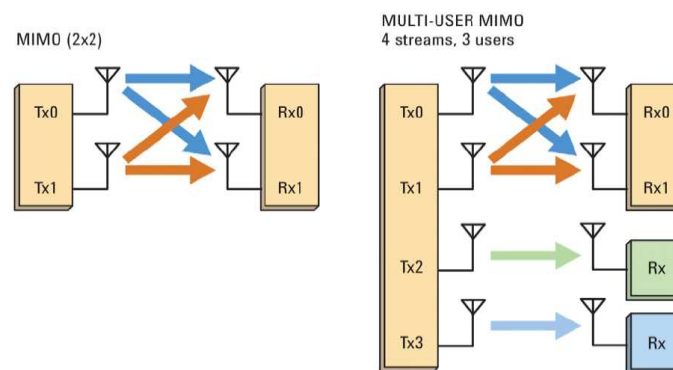 MIMO (2x2)
Tx0
Rx0
Tx1
Rx1
MULTI-USER MIMO
4 streams, 3 users
Tx0
Rx0
Tx1
Rx1
Tx2
Rx
Tx3
Rx